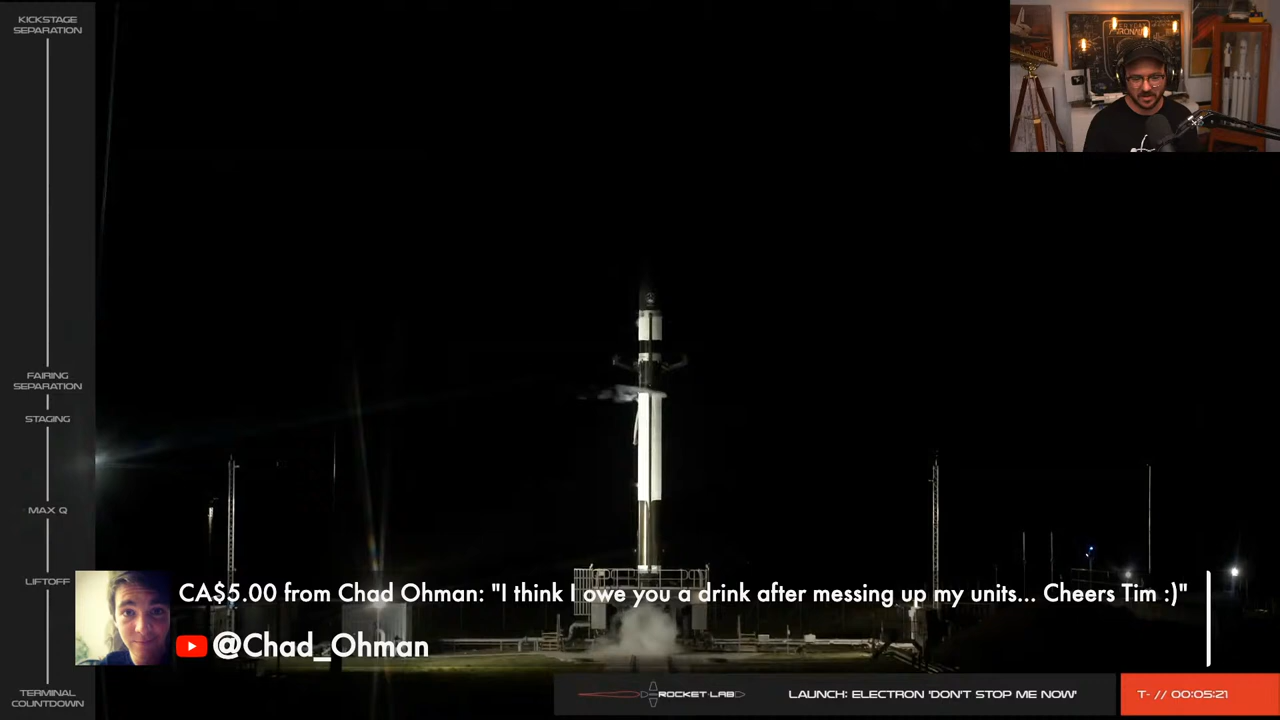 KICKSTAGE
SEPARATION
FAIRING
SEPARATION
STAGING
MAX Q
LIFTOFF
CA$5.00 from Chad Ohman: "I think I owe you a drink after messing up my units... Cheers Tim :)"
@Chad_Ohman
TERMINAL
COUNTDOWN
ROCKET LAB
LAUNCH: ELECTRON 'DON'T STOP ME NOW'
T- // 00:05:21